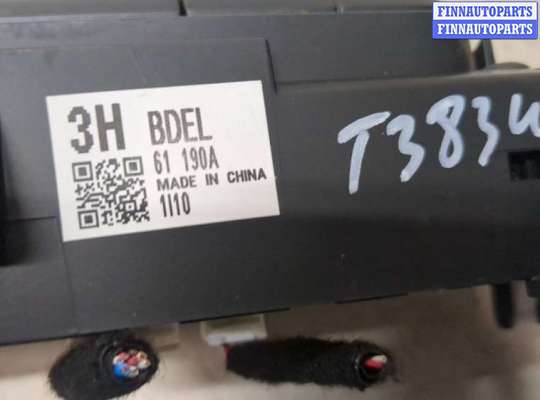 FINNAUTOPARTS
FINNAUTOPARTS
3H BDEL
61 190A
MADE IN CHINA
1I10
T383